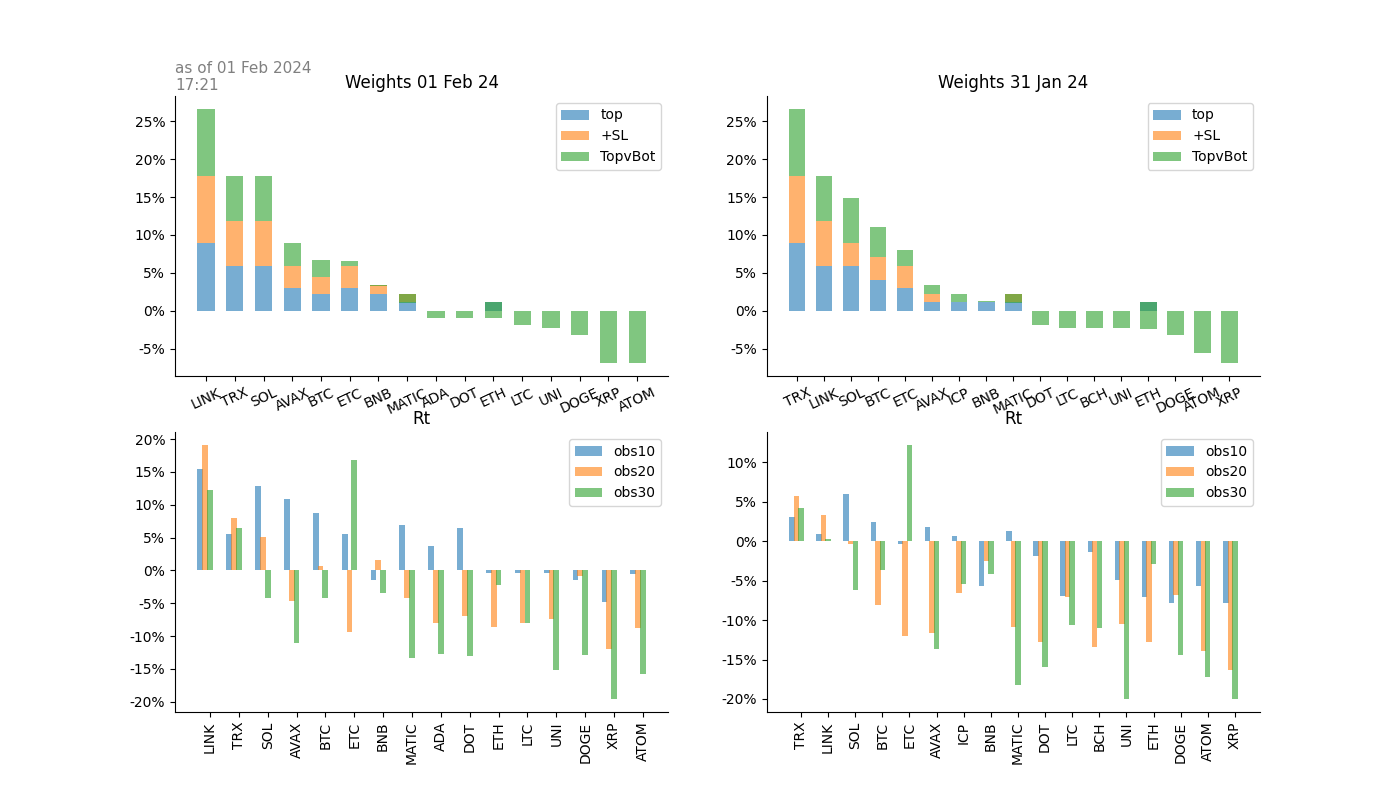 as of 01 Feb 2024
17:21
Weights 01 Feb 24
25%
20%
15%
10%
5%
0%
-5%
top
+SL
TopvBot
LINK TRX SOL AVAX BTC ETC BNB MATIC ADA DOT ETH LTC UNI DOGE XRP ATOM
Weights 31 Jan 24
25%
20%
15%
10%
5%
0%
-5%
top
+SL
TopvBot
TRX LINK SOL BTC ETC AVAX ICP BNB MATIC DOT LTC BCH UNI ETH DOGE ATOM XRP
Rt
20%
15%
10%
5%
0%
-5%
-10%
-15%
-20%
obs10
obs20
obs30
LINK TRX SOL AVAX BTC ETC BNB MATIC ADA DOT ETH LTC UNI DOGE XRP ATOM
Rt
10%
5%
0%
-5%
-10%
-15%
-20%
obs10
obs20
obs30
TRX LINK SOL BTC ETC AVAX ICP BNB MATIC DOT LTC BCH UNI ETH DOGE ATOM XRP